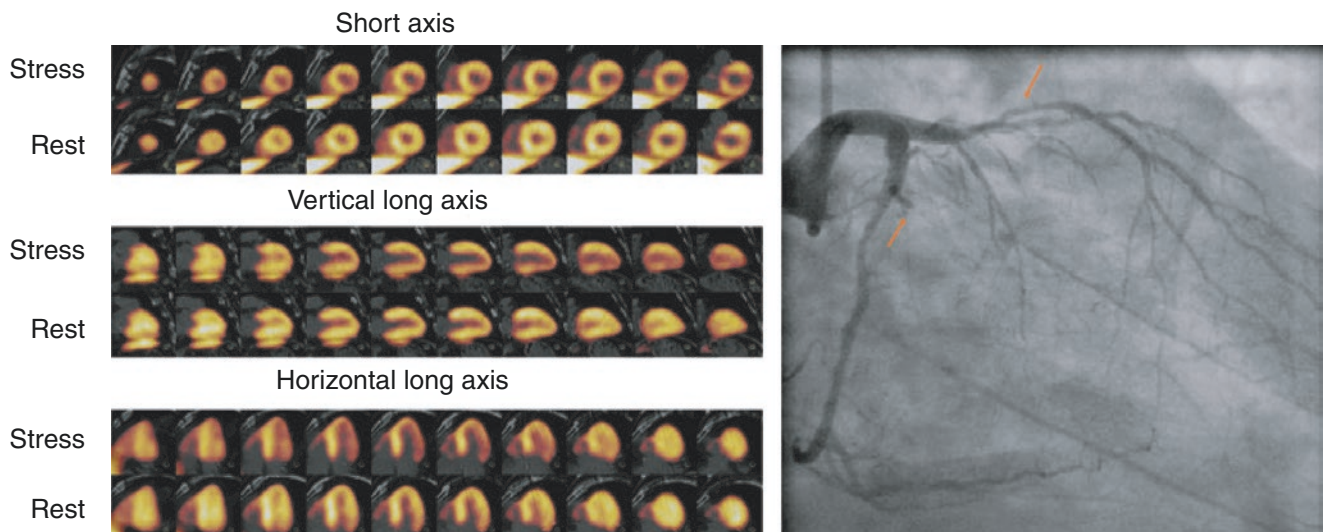 Short axis
Stress
Rest
Vertical long axis
Stress
Rest
Horizontal long axis
Stress
Rest